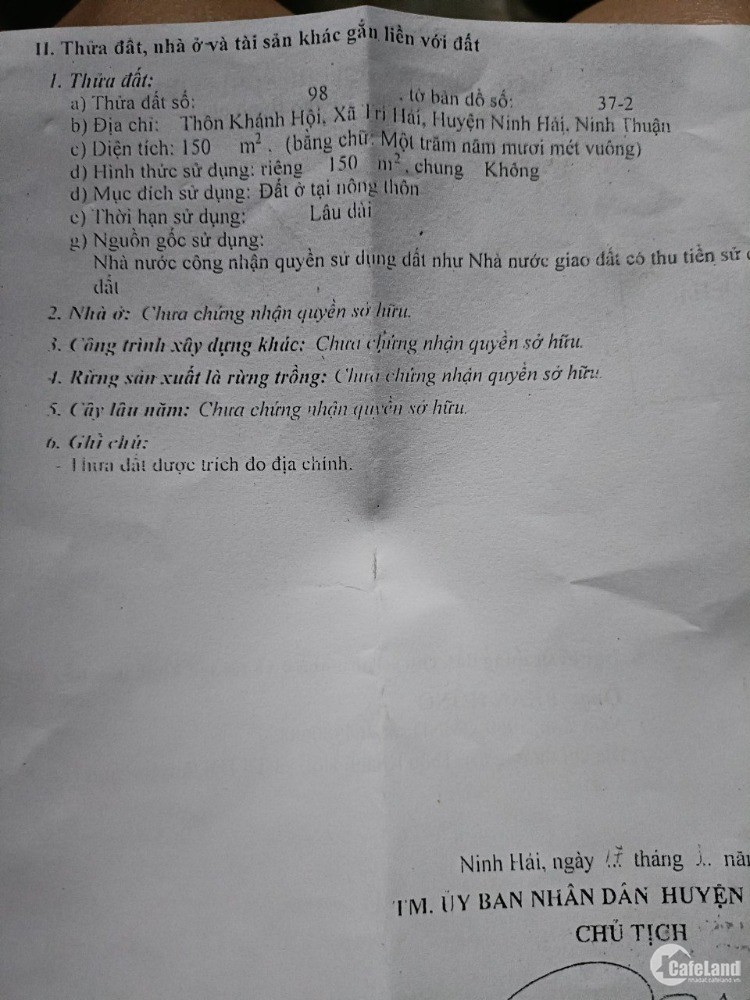 II. Thửa đất, nhà ở và tài sản khác gắn liền với đất
1. Thửa đất:
a) Thửa đất số: 98 , tờ bản đồ số: 37-2
b) Địa chỉ: Thôn Khánh Hội, Xã Tri Hải, Huyện Ninh Hải, Ninh Thuận
c) Diện tích: 150 m², (bằng chữ: Một trăm năm mươi mét vuông)
d) Hình thức sử dụng: riêng 150 m², chung Không
đ) Mục đích sử dụng: Đất ở tại nông thôn
e) Thời hạn sử dụng: Lâu dài
g) Nguồn gốc sử dụng:
Nhà nước công nhận quyền sử dụng đất như Nhà nước giao đất có thu tiền sử
đất
2. Nhà ở: Chưa chứng nhận quyền sở hữu.
3. Công trình xây dựng khác: Chưa chứng nhận quyền sở hữu.
4. Rừng sản xuất là rừng trồng: Chưa chứng nhận quyền sở hữu.
5. Cây lâu năm: Chưa chứng nhận quyền sở hữu.
6. Ghi chú:
- Thửa đất được trích đo địa chính.
Ninh Hải, ngày tháng
TM. ỦY BAN NHÂN DÂN HUYỆN
CHỦ TỊCH
CafeLand
nhadat.cafeland.vn